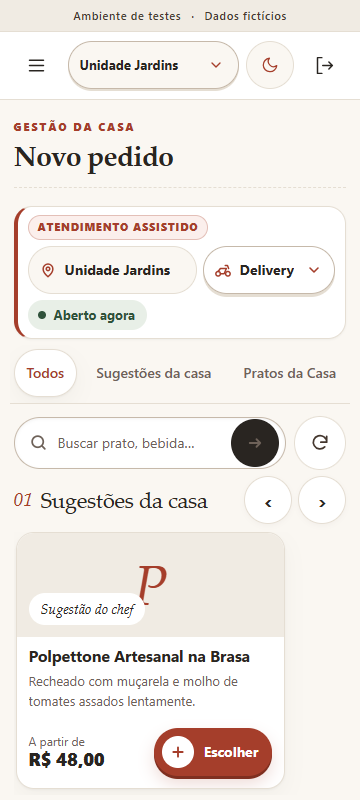 Ambiente de testes · Dados fictícios
Unidade Jardins
GESTÃO DA CASA
Novo pedido
ATENDIMENTO ASSISTIDO
Unidade Jardins
Delivery
Aberto agora
Todos
Sugestões da casa
Pratos da Casa
Buscar prato, bebida...
01 Sugestões da casa
P
Sugestão do chef
Polpettone Artesanal na Brasa
Recheado com muçarela e molho de
tomates assados lentamente.
A partir de
R$ 48,00
Escolher